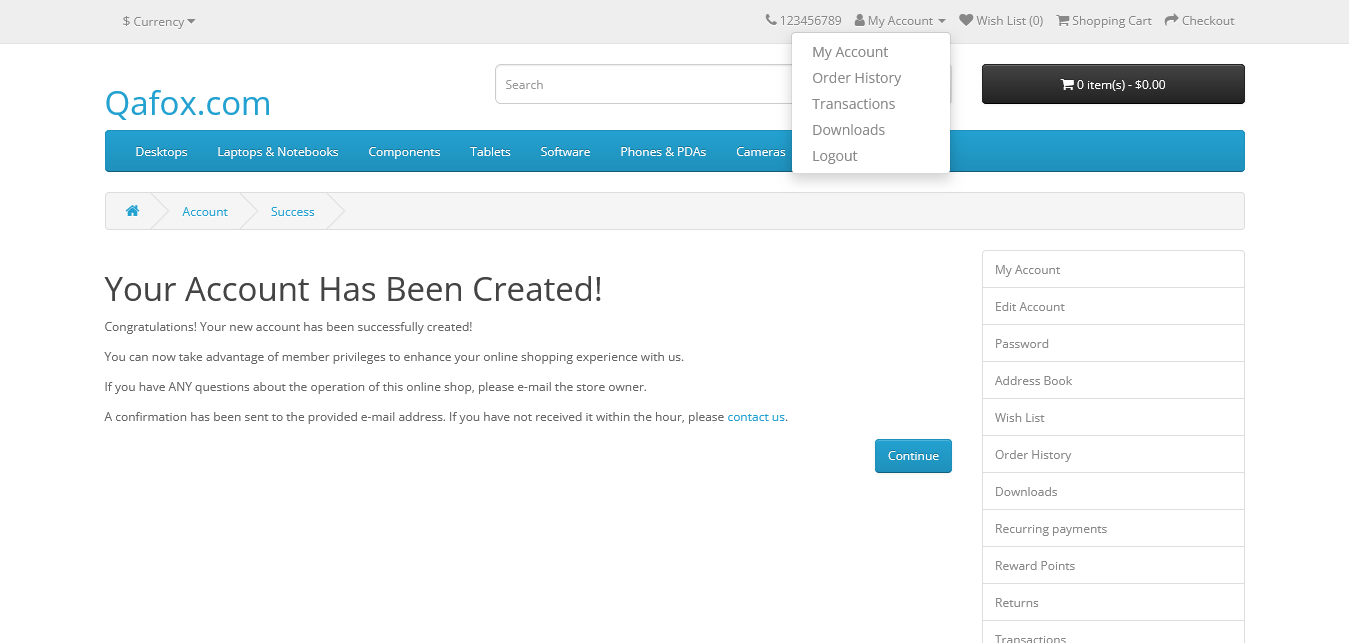 $ Currency
123456789 My Account Wish List (0) Shopping Cart Checkout
My Account
Order History
Transactions
Downloads
Logout
Qafox.com
Search
0 item(s) - $0.00
Desktops Laptops & Notebooks Components Tablets Software Phones & PDAs Cameras
Account Success
Your Account Has Been Created!
Congratulations! Your new account has been successfully created!
You can now take advantage of member privileges to enhance your online shopping experience with us.
If you have ANY questions about the operation of this online shop, please e-mail the store owner.
A confirmation has been sent to the provided e-mail address. If you have not received it within the hour, please contact us.
Continue
My Account
Edit Account
Password
Address Book
Wish List
Order History
Downloads
Recurring payments
Reward Points
Returns
Transactions